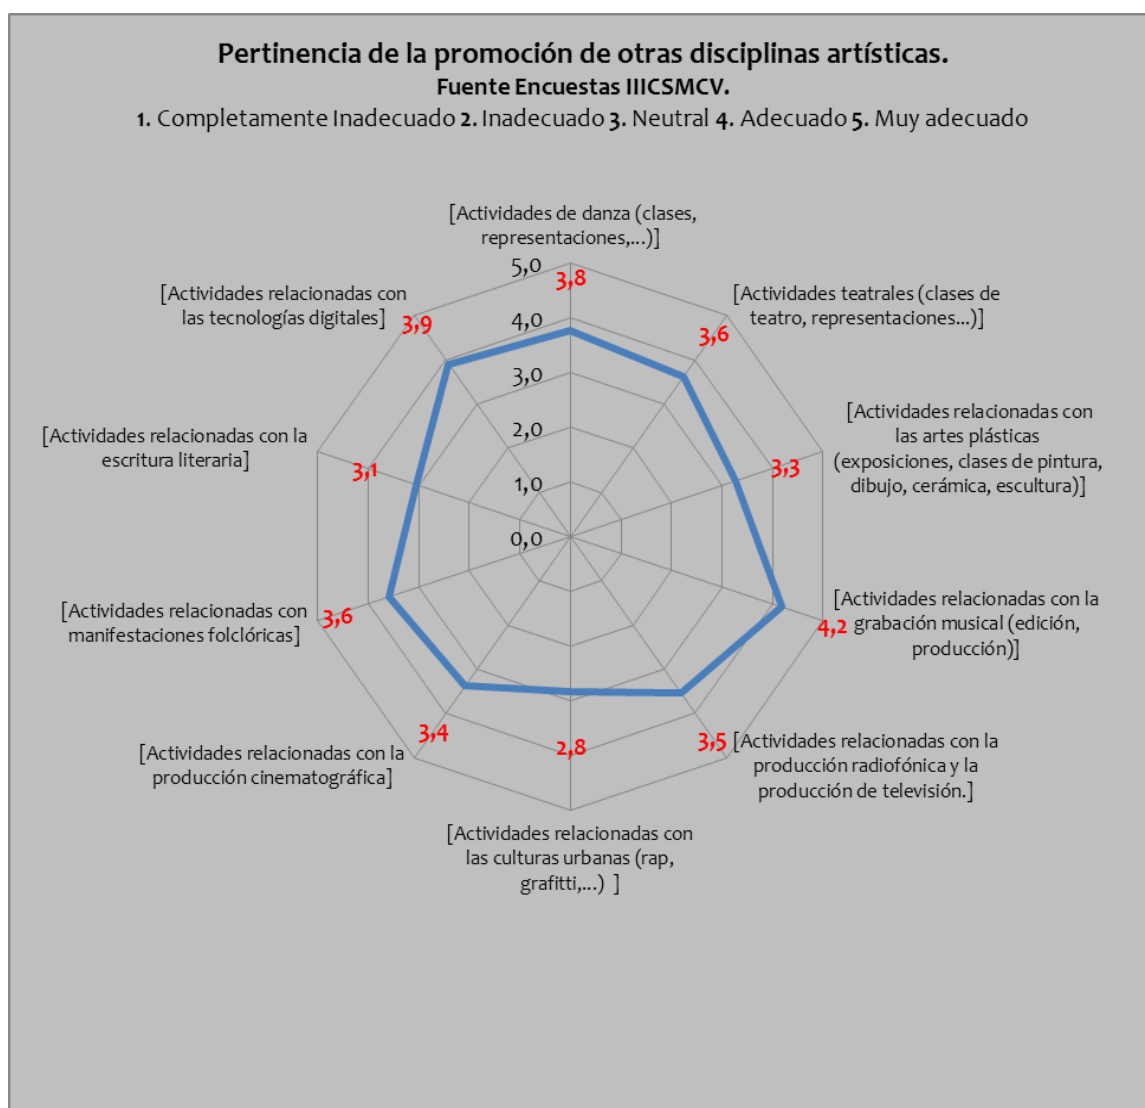 Pertinencia de la promoción de otras disciplinas artísticas.
Fuente Encuestas IIICSMCV.
1. Completamente Inadecuado 2. Inadecuado 3. Neutral 4. Adecuado 5. Muy adecuado
[Actividades de danza (clases,
representaciones,...)]
5,0
3,8
4,0
3,0
2,0
1,0
0,0
[Actividades teatrales (clases de
teatro, representaciones...)]
3,6
[Actividades relacionadas con
las artes plásticas
(exposiciones, clases de pintura,
dibujo, cerámica, escultura)]
3,3
[Actividades relacionadas con la
grabación musical (edición,
producción)]
4,2
[Actividades relacionadas con la
producción radiofónica y la
producción de televisión.]
3,5
2,8
[Actividades relacionadas con
las culturas urbanas (rap,
grafitti,...) ]
3,4
[Actividades relacionadas con la
producción cinematográfica]
[Actividades relacionadas con
manifestaciones folclóricas]
3,6
[Actividades relacionadas con la
escritura literaria]
3,1
[Actividades relacionadas con
las tecnologías digitales]
3,9